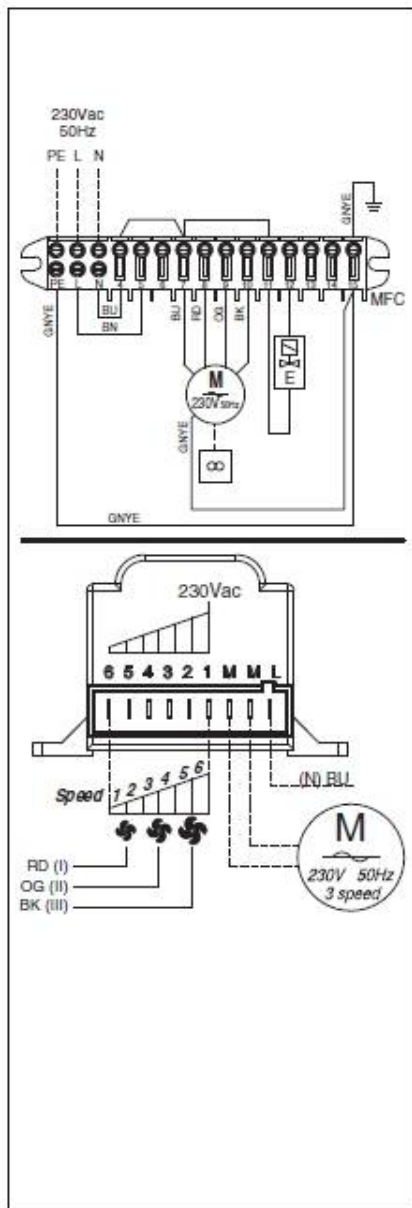 230Vac
50Hz
PE L N
GNYE
PE L N 4 5 6 7 8 9 10 11 12 13 14 15
MFC
BU
BN
BU RD OG BK
GNYE
M
230V 50Hz
E
GNYE
GNYE
230Vac
6 5 4 3 2 1 M M L
Speed 1 2 3 4 5 6
(N) BU
RD (I)
OG (II)
BK (III)
M
230V 50Hz
3 speed